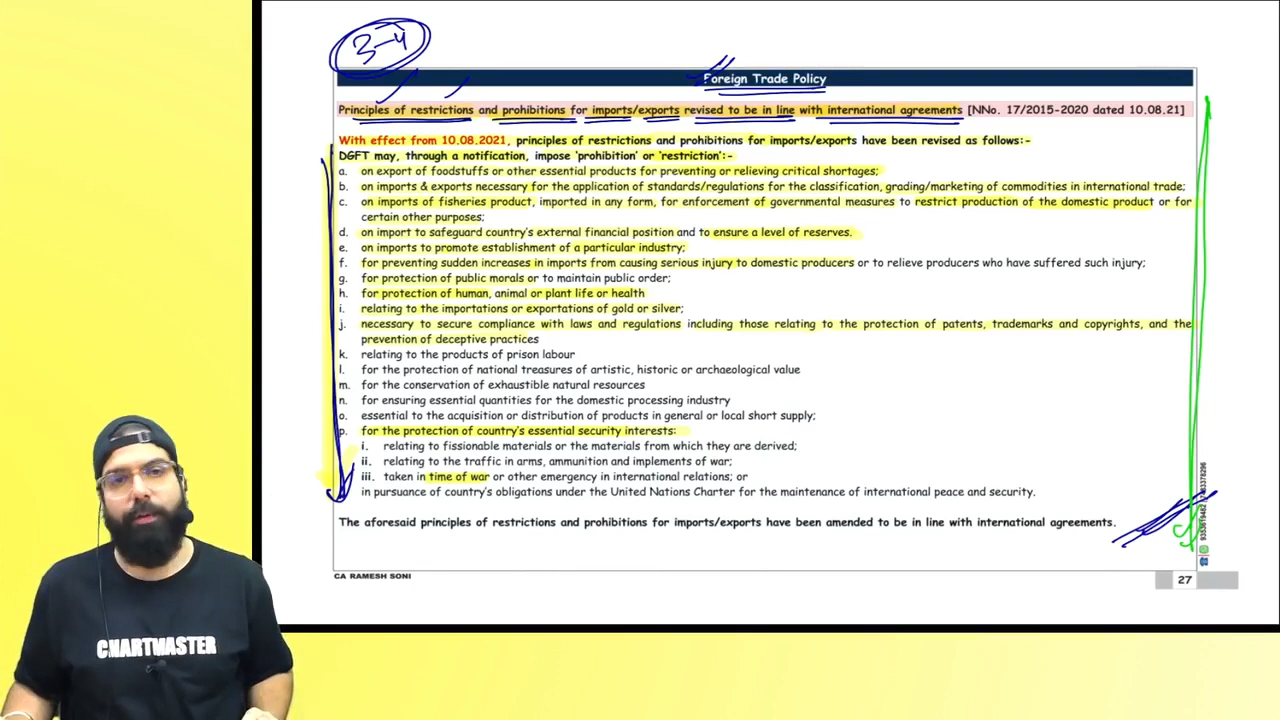 3-4
Foreign Trade Policy
Principles of restrictions and prohibitions for imports/exports revised to be in line with international agreements [NNo. 17/2015-2020 dated 10.08.21]
With effect from 10.08.2021, principles of restrictions and prohibitions for imports/exports have been revised as follows:-
DGFT may, through a notification, impose 'prohibition' or 'restriction':-
a. on export of foodstuffs or other essential products for preventing or relieving critical shortages;
b. on imports & exports necessary for the application of standards/regulations for the classification, grading/marketing of commodities in international trade;
c. on imports of fisheries product, imported in any form, for enforcement of governmental measures to restrict production of the domestic product or for
certain other purposes;
d. on import to safeguard country's external financial position and to ensure a level of reserves.
e. on imports to promote establishment of a particular industry;
f. for preventing sudden increases in imports from causing serious injury to domestic producers or to relieve producers who have suffered such injury;
g. for protection of public morals or to maintain public order;
h. for protection of human, animal or plant life or health
i. relating to the importations or exportations of gold or silver;
j. necessary to secure compliance with laws and regulations including those relating to the protection of patents, trademarks and copyrights, and the
prevention of deceptive practices
k. relating to the products of prison labour
l. for the protection of national treasures of artistic, historic or archaeological value
m. for the conservation of exhaustible natural resources
n. for ensuring essential quantities for the domestic processing industry
o. essential to the acquisition or distribution of products in general or local short supply;
p. for the protection of country's essential security interests:
i. relating to fissionable materials or the materials from which they are derived;
ii. relating to the traffic in arms, ammunition and implements of war;
iii. taken in time of war or other emergency in international relations; or
in pursuance of country's obligations under the United Nations Charter for the maintenance of international peace and security.
The aforesaid principles of restrictions and prohibitions for imports/exports have been amended to be in line with international agreements.
CA RAMESH SONI
27
CHARTMASTER